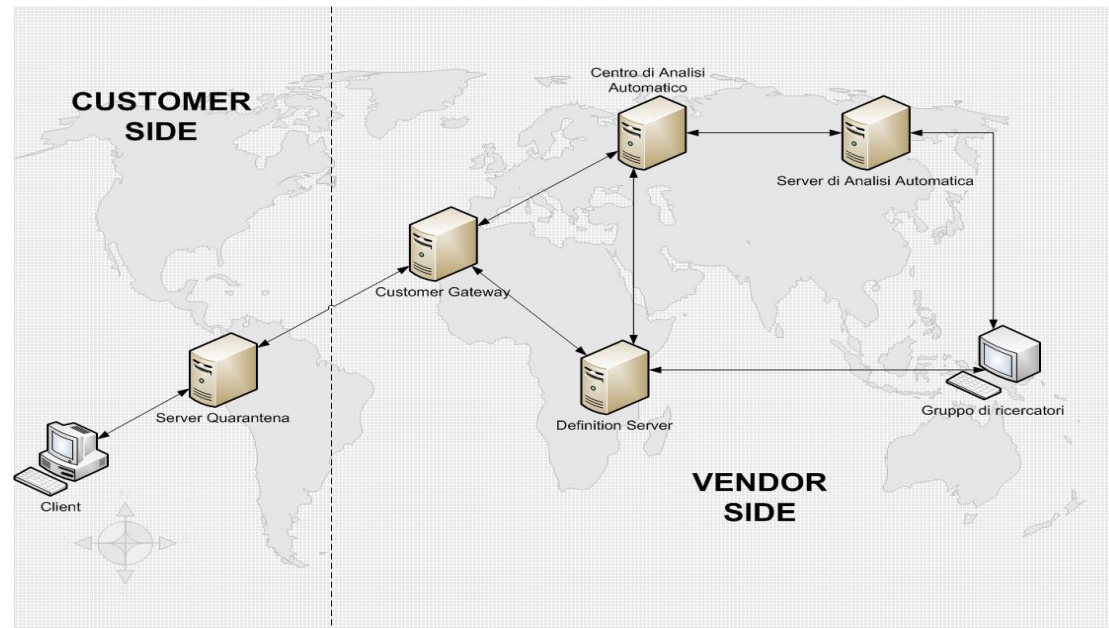 CUSTOMER
SIDE
Centro di Analisi
Automatico
Server di Analisi Automatica
Customer Gateway
Server Quarantena
Definition Server
Gruppo di ricercatori
Client
VENDOR
SIDE